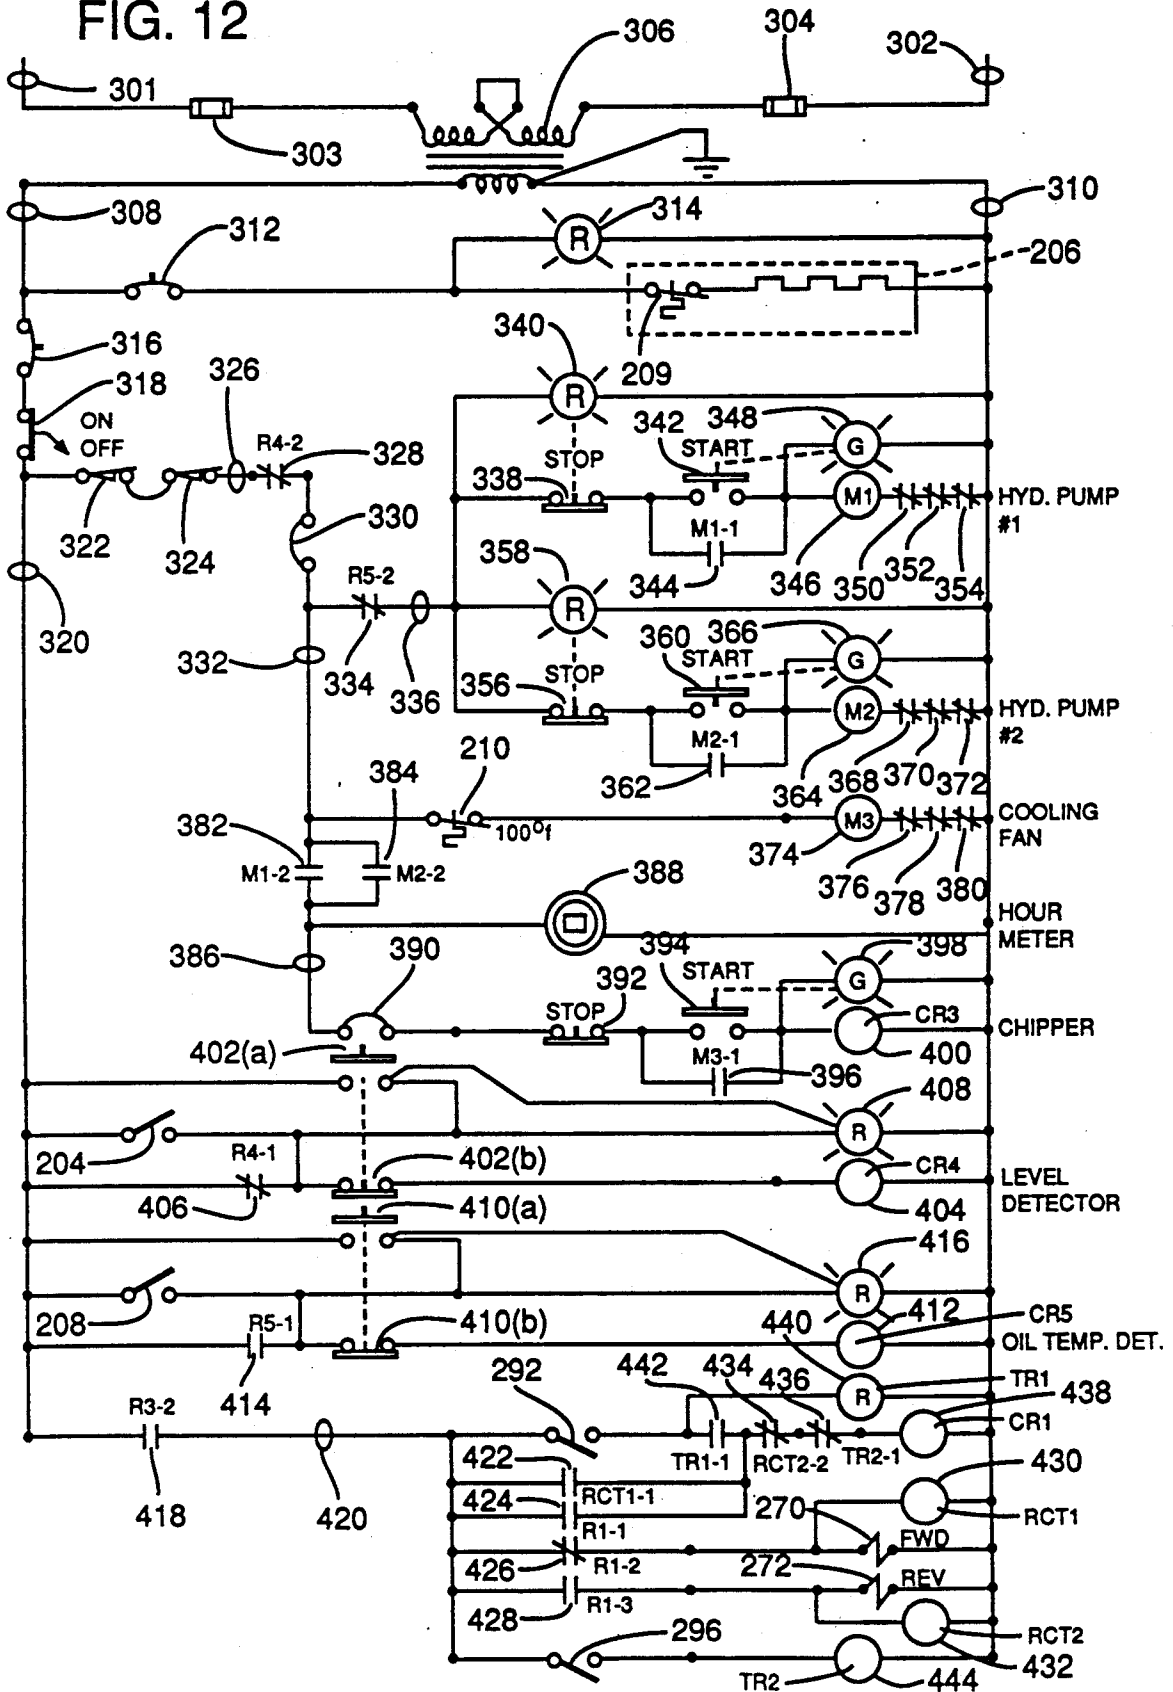 FIG. 12
306
304
302
301
303
308
312
314
310
206
316
340
209
318
326
ON
OFF
R4-2
328
342
348
START
G
R
STOP
338
322
324
330
M1
HYD. PUMP
#1
M1-1
344
346
350
352
354
358
R5-2
320
332
334
336
R
360
366
START
G
STOP
356
M2
HYD. PUMP
#2
M2-1
362
364
368
370
372
384
210
382
100°f
M3
COOLING
FAN
374
376
378
380
M1-2
M2-2
388
HOUR
METER
386
390
392
394
398
START
G
STOP
CR3
CHIPPER
400
402(a)
M3-1
396
408
R
204
R4-1
402(b)
CR4
LEVEL
DETECTOR
406
410(a)
404
416
R
208
R5-1
410(b)
412
CR5
OIL TEMP. DET.
414
292
442
434
440
436
R
TR1
438
R3-2
CR1
418
420
422
TR1-1
RCT2-2
TR2-1
424
RCT1-1
430
R1-1
270
RCT1
426
R1-2
FWD
272
428
R1-3
REV
296
RCT2
432
TR2
444
R